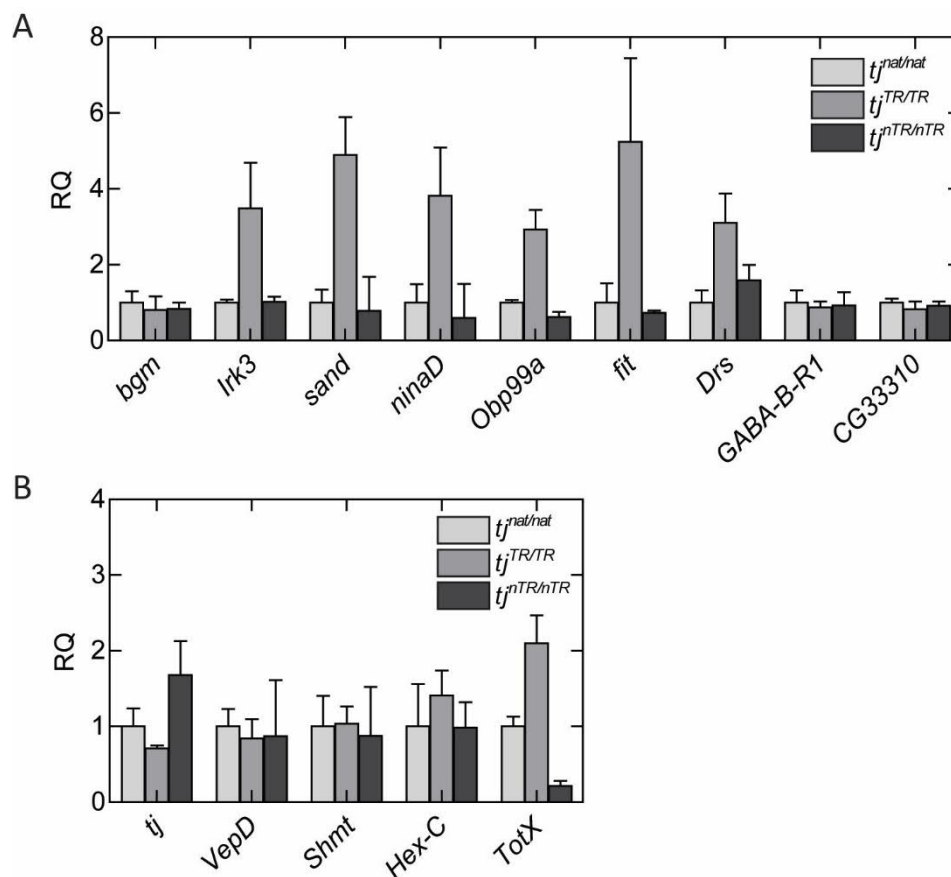 A
8
6
4
2
0
RQ
tj nat/nat
tj TR/TR
tj nTR/nTR
bgm
Irk3
sand
ninaD
Obp99a
fit
Drs
GABA-B-R1
CG33310
B
4
3
2
1
0
RQ
tj nat/nat
tj TR/TR
tj nTR/nTR
tj
VepD
Shmt
Hex-C
TotX